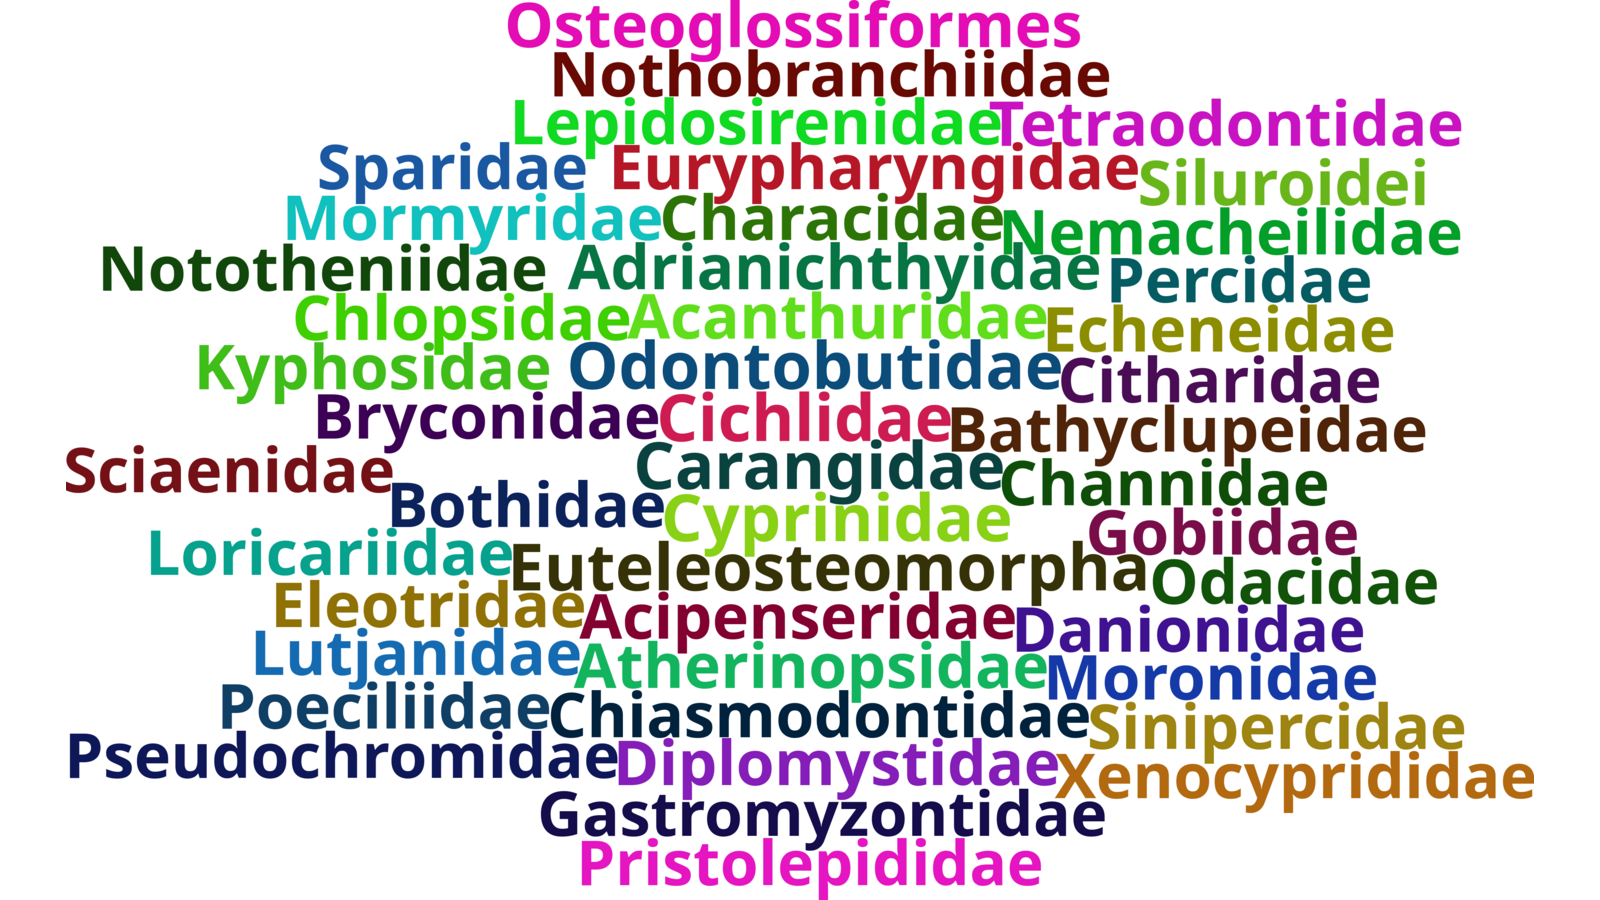 Osteoglossiformes
Nothobranchiidae
Lepidosirenidae Tetraodontidae
Sparidae Eurypharyngidae Siluroidei
Mormyridae Characidae Nemacheilidae
Nototheniidae Adrianichthyidae Percidae
Chlopsidae Acanthuridae Echeneidae
Kyphosidae Odontobutidae Citharidae
Bryconidae Cichlidae Bathyclupeidae
Sciaenidae Carangidae Channidae
Bothidae Cyprinidae Gobiidae
Loricariidae Euteleosteomorpha Odacidae
Eleotridae Acipenseridae Danionidae
Lutjanidae Atherinopsidae Moronidae
Poeciliidae Chiasmodontidae Sinipercidae
Pseudochromidae Diplomystidae Xenocyprididae
Gastromyzontidae
Pristolepididae